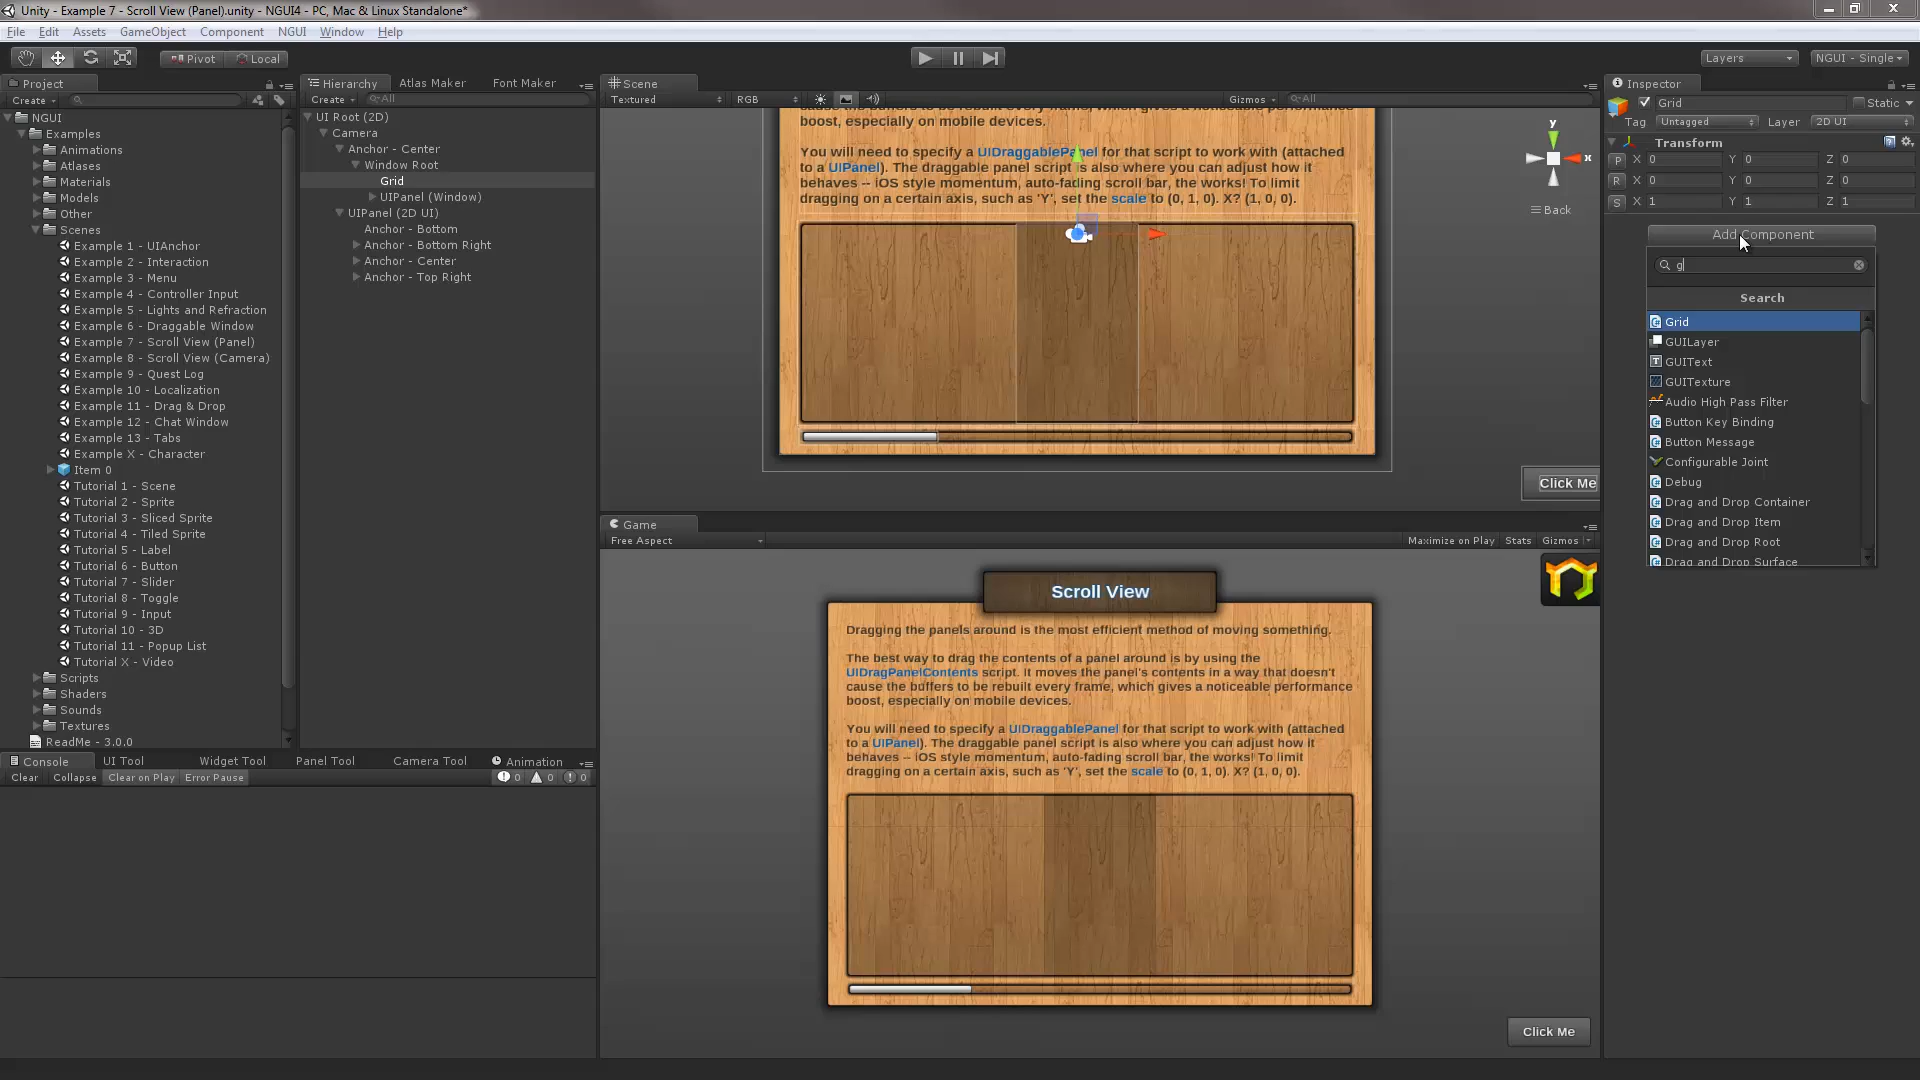 Unity - Example 7 - Scroll View (Panel).unity - NGUI4 - PC, Mac & Linux Standalone*
File Edit Assets GameObject Component NGUI Window Help
Pivot Local Layers NGUI - Single
Project
Create
NGUI
Examples
Animations
Atlases
Materials
Models
Other
Scenes
Example 1 - UIAnchor
Example 2 - Interaction
Example 3 - Menu
Example 4 - Controller Input
Example 5 - Lights and Refraction
Example 6 - Draggable Window
Example 7 - Scroll View (Panel)
Example 8 - Scroll View (Camera)
Example 9 - Quest Log
Example 10 - Localization
Example 11 - Drag & Drop
Example 12 - Chat Window
Example 13 - Tabs
Example X - Character
Item 0
Tutorial 1 - Scene
Tutorial 2 - Sprite
Tutorial 3 - Sliced Sprite
Tutorial 4 - Tiled Sprite
Tutorial 5 - Label
Tutorial 6 - Button
Tutorial 7 - Slider
Tutorial 8 - Toggle
Tutorial 9 - Input
Tutorial 10 - 3D
Tutorial 11 - Popup List
Tutorial X - Video
Scripts
Shaders
Sounds
Textures
ReadMe - 3.0.0
Hierarchy Atlas Maker Font Maker
Create All
UI Root (2D)
Camera
Anchor - Center
Window Root
Grid
UIPanel (Window)
UIPanel (2D UI)
Anchor - Bottom
Anchor - Bottom Right
Anchor - Center
Anchor - Top Right
Console UI Tool Widget Tool Panel Tool Camera Tool Animation
Clear Collapse Clear on Play Error Pause 0 0 0
Scene
Textured RGB Gizmos All
boost, especially on mobile devices.
You will need to specify a UIDraggablePanel for that script to work with (attached
to a UIPanel). The draggable panel script is also where you can adjust how it
behaves -- iOS style momentum, auto-fading scroll bar, the works! To limit
dragging on a certain axis, such as 'Y', set the scale to (0, 1, 0). X? (1, 0, 0).
y
x
Back
Click Me
Game
Free Aspect Maximize on Play Stats Gizmos
Scroll View
Dragging the panels around is the most efficient method of moving something.
The best way to drag the contents of a panel around is by using the
UIDragPanelContents script. It moves the panel's contents in a way that doesn't
cause the buffers to be rebuilt every frame, which gives a noticeable performance
boost, especially on mobile devices.
You will need to specify a UIDraggablePanel for that script to work with (attached
to a UIPanel). The draggable panel script is also where you can adjust how it
behaves -- iOS style momentum, auto-fading scroll bar, the works! To limit
dragging on a certain axis, such as 'Y', set the scale to (0, 1, 0). X? (1, 0, 0).
Click Me
Inspector
Grid Static
Tag Untagged Layer 2D UI
Transform
P X 0 Y 0 Z 0
R X 0 Y 0 Z 0
S X 1 Y 1 Z 1
Add Component
g
Search
Grid
GUILayer
GUIText
GUITexture
Audio High Pass Filter
Button Key Binding
Button Message
Configurable Joint
Debug
Drag and Drop Container
Drag and Drop Item
Drag and Drop Root
Drag and Drop Surface